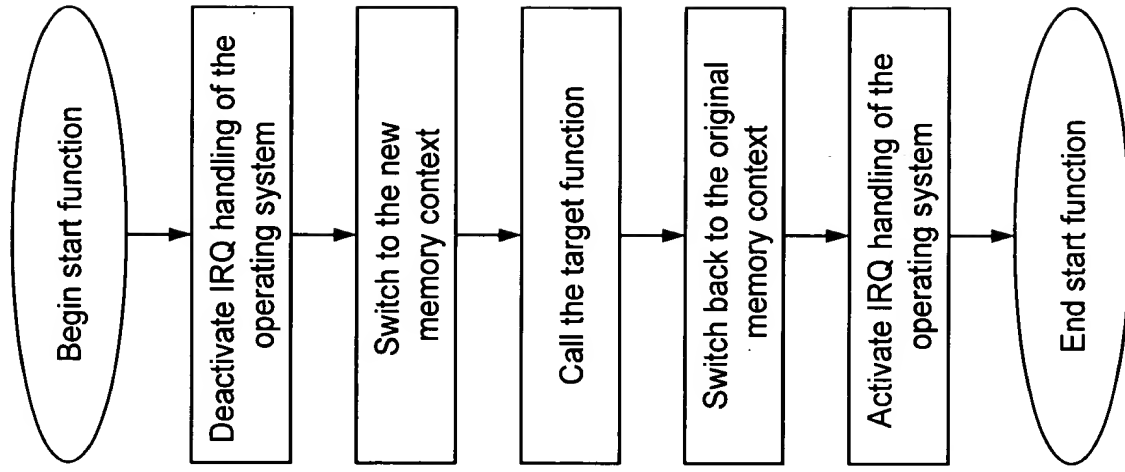 Begin start function
Deactivate IRQ handling of the
operating system
Switch to the new
memory context
Call the target function
Switch back to the original
memory context
Activate IRQ handling of the
operating system
End start function